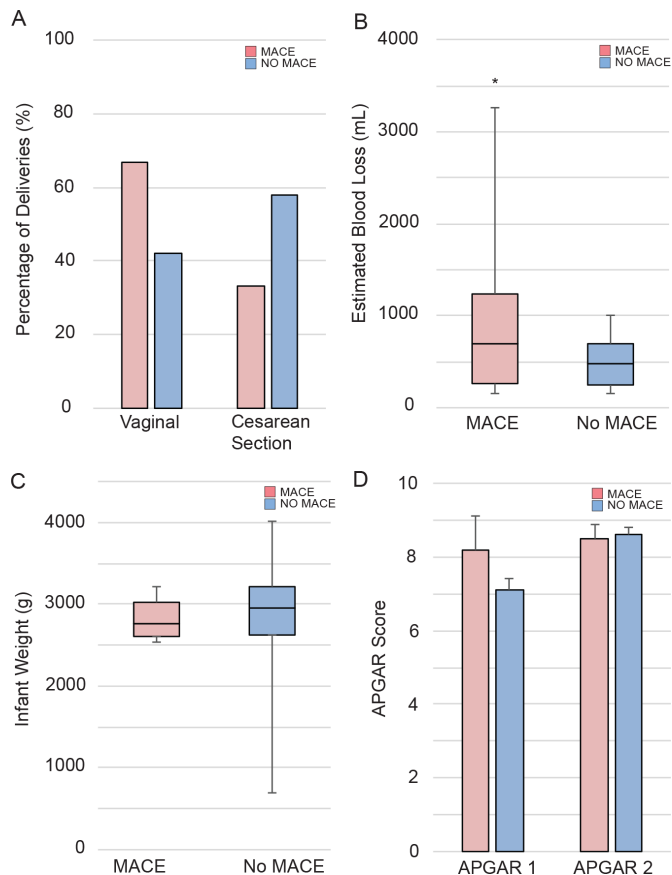 A
Percentage of Deliveries (%)
100
80
60
40
20
0
MACE
NO MACE
Vaginal
Cesarean
Section
B
Estimated Blood Loss (mL)
4000
3000
2000
1000
0
MACE
NO MACE
*
MACE
No MACE
C
Infant Weight (g)
4000
3000
2000
1000
0
MACE
NO MACE
MACE
No MACE
D
APGAR Score
10
8
6
4
2
0
MACE
NO MACE
APGAR 1
APGAR 2